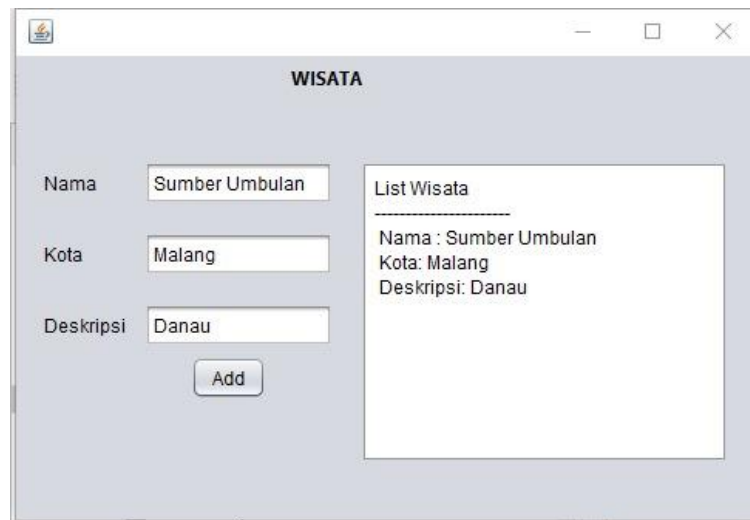 WISATA
Nama
Sumber Umbulan
Kota
Malang
Deskripsi
Danau
Add
List Wisata
----------------------
Nama : Sumber Umbulan
Kota: Malang
Deskripsi: Danau